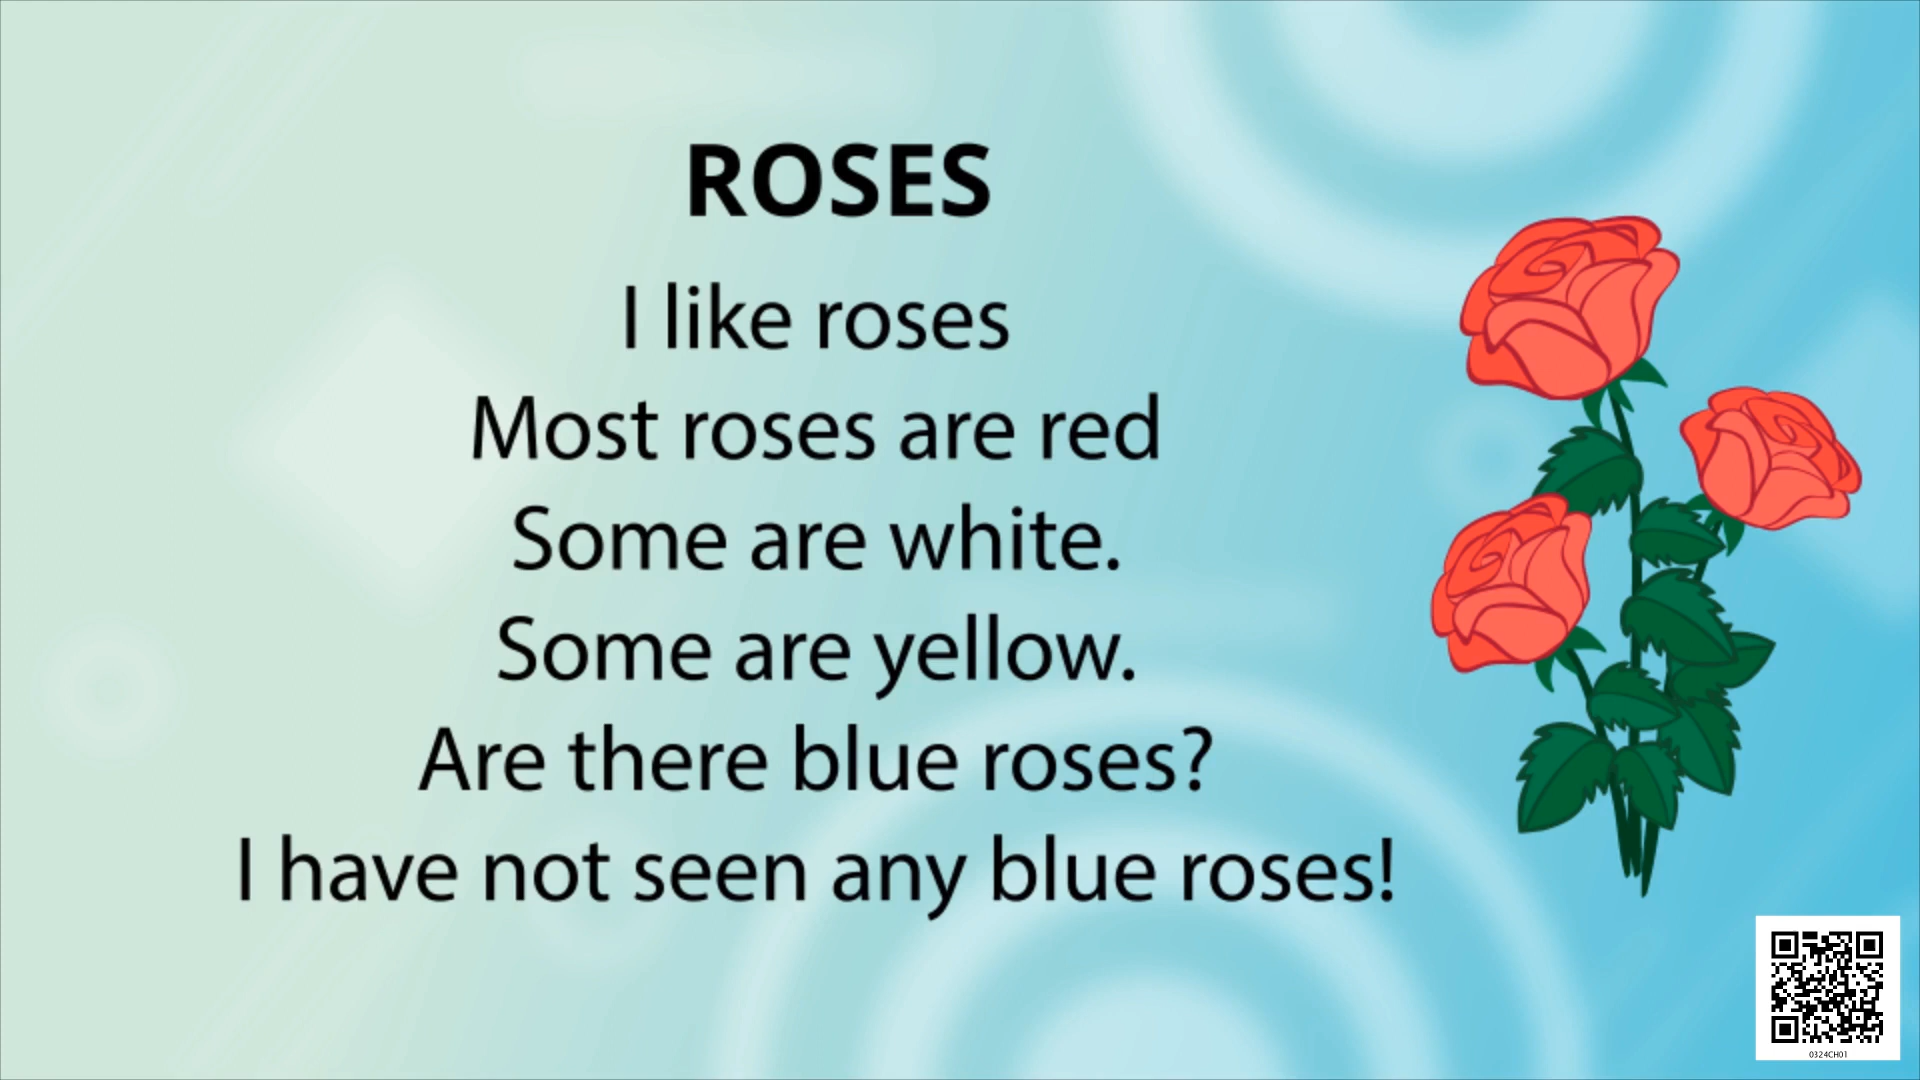 ROSES
I like roses
Most roses are red
Some are white.
Some are yellow.
Are there blue roses?
I have not seen any blue roses!
0324CH01